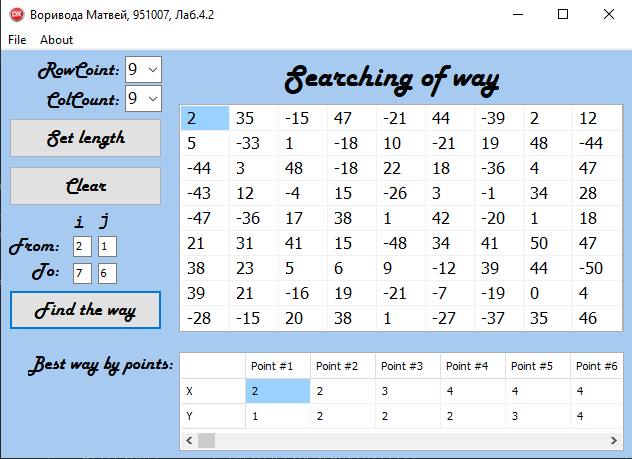 Воривода Матвей, 951007, Лаб.4.2
File About
RowCoint: 9
ColCount: 9
Set length
Clear
i j
From: 2 1
To: 7 6
Find the way
Searching of way
2 35 -15 47 -21 44 -39 2 12
5 -33 1 -18 10 -21 19 48 -44
-44 3 48 -18 22 18 -36 4 47
-43 12 -4 15 -26 3 -1 34 28
-47 -36 17 38 1 42 -20 1 18
21 31 41 15 -48 34 41 50 47
38 23 5 6 9 -12 39 44 -50
39 21 -16 19 -21 -7 -19 0 4
-28 -15 20 38 1 -27 -37 35 46
Best way by points:
Point #1 Point #2 Point #3 Point #4 Point #5 Point #6
X 2 2 3 4 4 4
Y 1 2 2 2 3 4